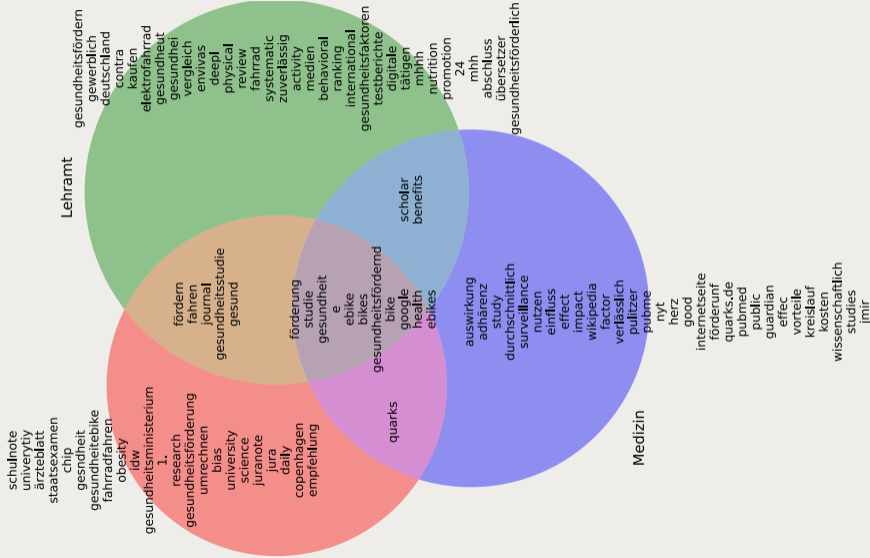 schulnote
univerytiy
ärzteblatt
staatsexamen
chip
gesndheit
gesundheitebike
fahrradfahren
obesity
idw
gesundheitsministerium
1.
research
gesundheitsförderung
umrechnen
bias
university
science
juranote
jura
daily
copenhagen
empfehlung
Lehramt
gesundheitsfördern
gewerblich
deutschland
contra
kaufen
elektrofahrrad
gesundheut
gesundhei
vergleich
envivas
deepl
physical
review
fahrrad
systematic
zuverlässig
activity
medien
behavioral
ranking
international
gesundheitsfaktoren
testberichte
digitale
tätigen
mhhh
nutrition
promotion
24
mhh
abschluss
übersetzer
gesundheitsförderlich
fördern
fahren
journal
gesundheitsstudie
gesund
förderung
studie
gesundheit
e
ebike
bikes
gesundheitsfördernd
bike
google
health
ebikes
quarks
scholar
benefits
auswirkung
adhärenz
study
durchschnittlich
surveillance
nutzen
einfluss
effect
impact
wikipedia
factor
verlässlich
pulitzer
pubme
nyt
herz
good
internetseite
förderunf
quarks.de
pubmed
public
guardian
effec
vorteile
kreislauf
kosten
wissenschaftlich
studies
jmir
Medizin